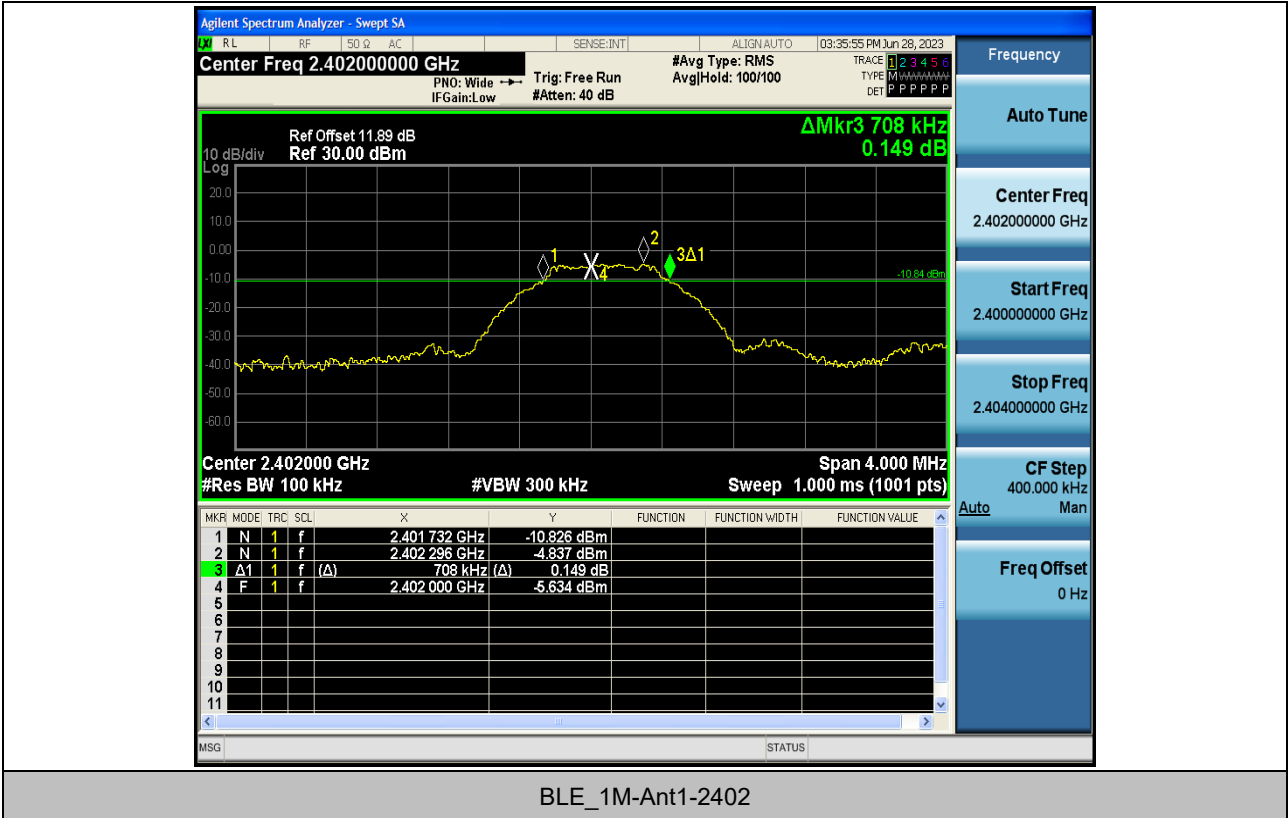 Agilent Spectrum Analyzer - Swept SA
LXI RL RF 50 Ω AC SENSE:INT ALIGN AUTO 03:35:55 PM Jun 28, 2023
Center Freq 2.402000000 GHz
PNO: Wide
IFGain:Low
Trig: Free Run
#Atten: 40 dB
#Avg Type: RMS
Avg|Hold: 100/100
TRACE 1 2 3 4 5 6
TYPE M W W W W W
DET P P P P P P
ΔMkr3 708 kHz
0.149 dB
Ref Offset 11.89 dB
10 dB/div Ref 30.00 dBm
Log
20.0
10.0
0.00
-10.0
-20.0
-30.0
-40.0
-50.0
-60.0
1
2
3Δ1
4
-10.84 dBm
Center 2.402000 GHz Span 4.000 MHz
#Res BW 100 kHz #VBW 300 kHz Sweep 1.000 ms (1001 pts)
MKR MODE TRC SCL X Y FUNCTION FUNCTION WIDTH FUNCTION VALUE
1 N 1 f 2.401 732 GHz -10.826 dBm
2 N 1 f 2.402 296 GHz -4.837 dBm
3 Δ1 1 f (Δ) 708 kHz (Δ) 0.149 dB
4 F 1 f 2.402 000 GHz -5.634 dBm
5
6
7
8
9
10
11
MSG STATUS
Frequency
Auto Tune
Center Freq
2.402000000 GHz
Start Freq
2.400000000 GHz
Stop Freq
2.404000000 GHz
CF Step
400.000 kHz
Auto Man
Freq Offset
0 Hz
BLE_1M-Ant1-2402